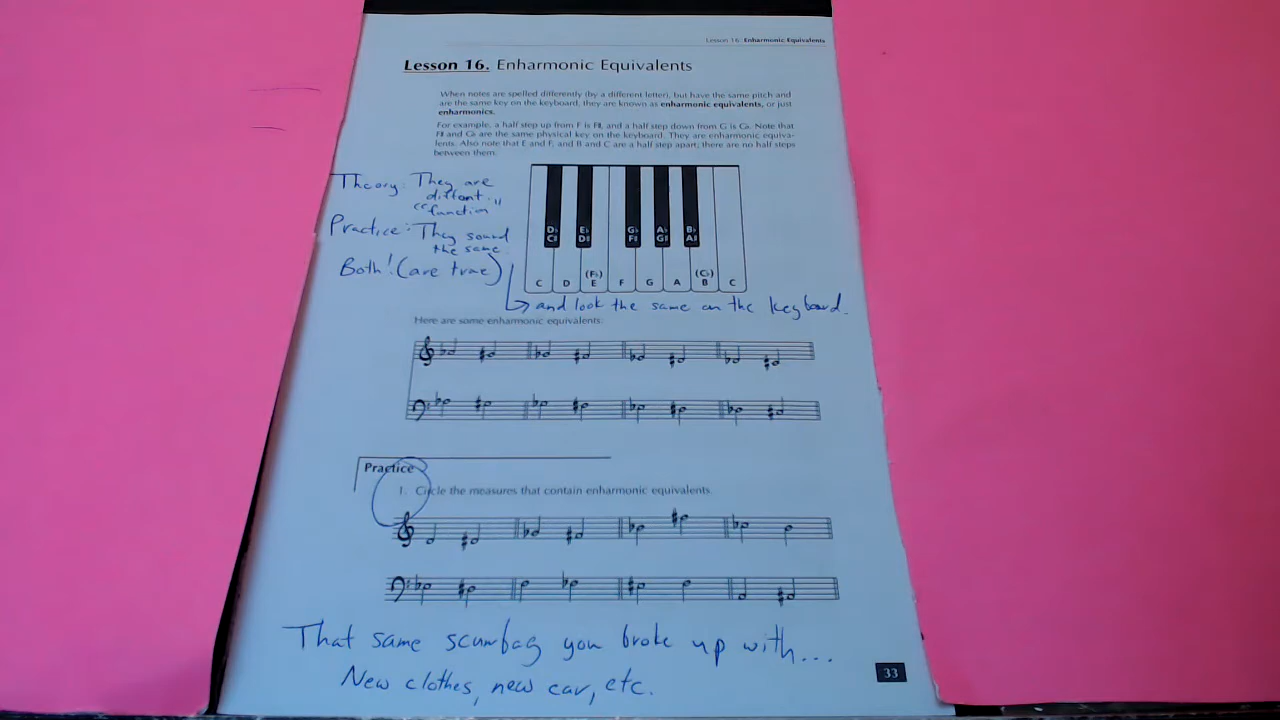 Lesson 16. Enharmonic Equivalents
Lesson 16. Enharmonic Equivalents
When notes are spelled differently (by a different letter), but have the same pitch and
are the same key on the keyboard, they are known as enharmonic equivalents, or just
enharmonics.
For example, a half step up from F is F♯, and a half step down from G is G♭. Note that
F♯ and G♭ are the same physical key on the keyboard. They are enharmonic equiva-
lents. Also note that E and F, and B and C are a half step apart; there are no half steps
between them.
Theory: They are
diffent
"function"
Practice: They sound
the same.
Both! (are true)
D♭ E♭ G♭ A♭ B♭
C♯ D♯ F♯ G♯ A♯
(F♭) (C♭)
C D E F G A B C
and look the same on the keyboard.
Here are some enharmonic equivalents.
Practice
1. Circle the measures that contain enharmonic equivalents.
That same scumbag you broke up with...
New clothes, new car, etc.
33